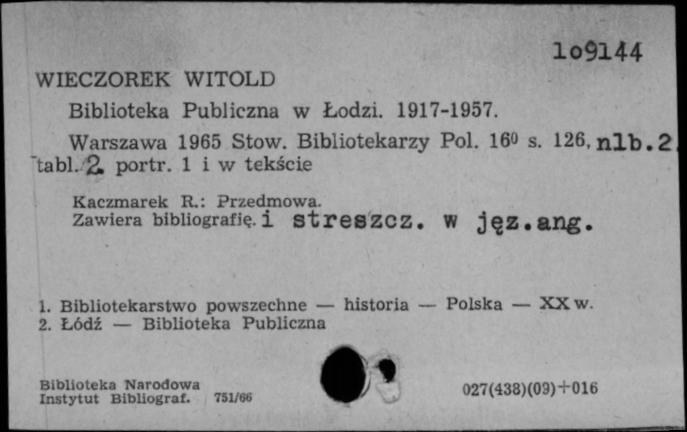 109144
WIECZOREK WITOLD
Biblioteka Publiczna w Łodzi. 1917-1957.
Warszawa 1965 Stow. Bibliotekarzy Pol. 16⁰ s. 126, nlb.2,
tabl. 2 portr. 1 i w tekście
Kaczmarek R.: Przedmowa.
Zawiera bibliografię. i streszcz. w jęz.ang.
1. Bibliotekarstwo powszechne — historia — Polska — XX w.
2. Łódź — Biblioteka Publiczna
Biblioteka Narodowa
Instytut Bibliograf. 751/66
027(438)(09)+016